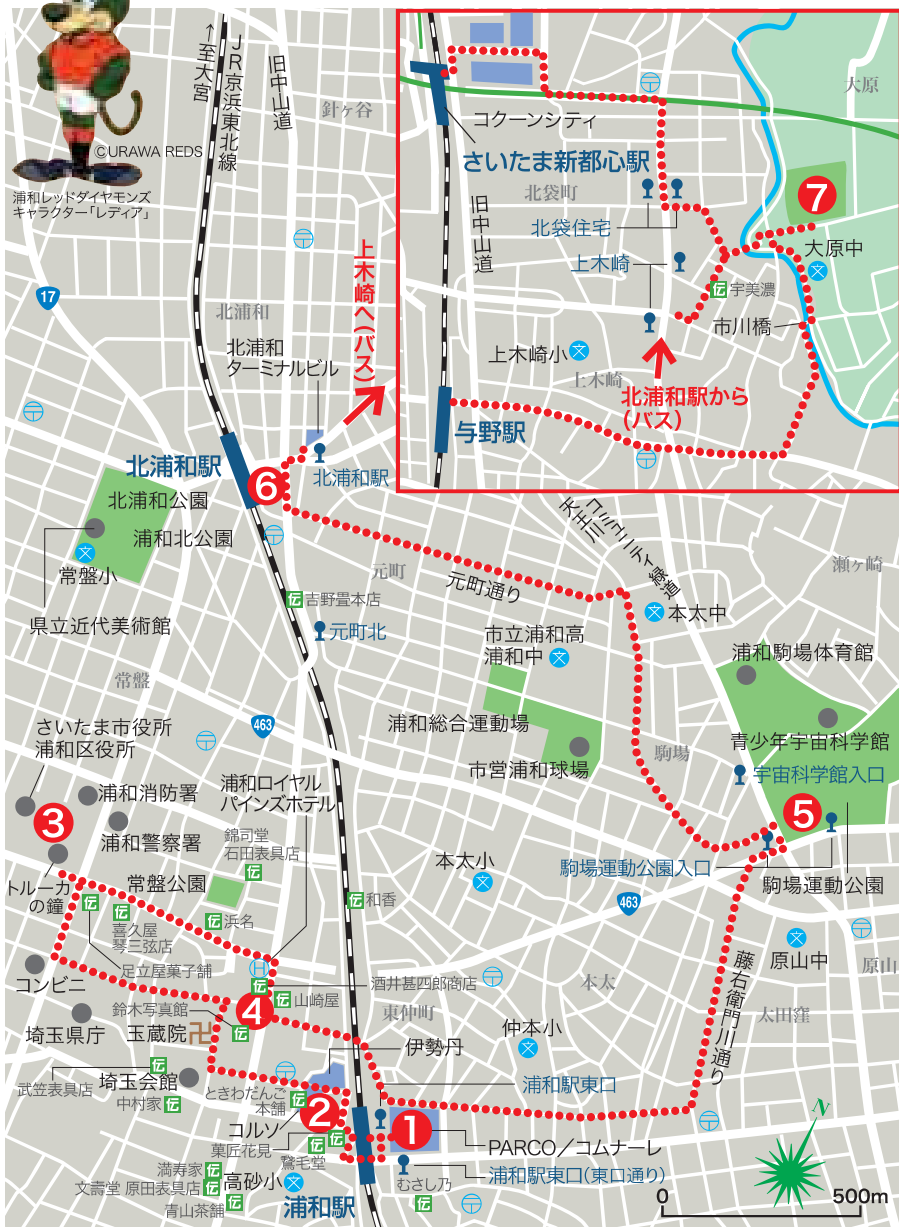 ©URAWA REDS
浦和レッドダイヤモンズ
キャラクター「レディア」
↑至大宮
JR京浜東北線
旧中山道
針ヶ谷
17
北浦和
北浦和
ターミナルビル
上木崎へ(バス)
北浦和駅
6
北浦和駅
北浦和公園
浦和北公園
常盤小
県立近代美術館
コクーンシティ
さいたま新都心駅
北袋町
旧中山道
北袋住宅
上木崎
大原
7
大原中
宇美濃
市川橋
上木崎小
上木崎
北浦和駅から
(バス)
与野駅
天王川
コミュニティ緑道
瀬ヶ崎
元町
元町通り
吉野畳本店
元町北
本太中
市立浦和高
浦和中
浦和駒場体育館
常盤
463
浦和総合運動場
市営浦和球場
駒場
青少年宇宙科学館
宇宙科学館入口
さいたま市役所
浦和区役所
浦和消防署
3
浦和警察署
浦和ロイヤル
パインズホテル
錦司堂
石田表具店
トルーカ
の鐘
常盤公園
浜名
喜久屋
琴三弦店
足立屋菓子舗
和香
本太小
5
駒場運動公園入口
駒場運動公園
463
原山中
原山
コンビニ
酒井甚四郎商店
山崎屋
鈴木写真館
4
埼玉県庁
玉蔵院
東仲町
本太
藤右衛門川通り
太田窪
伊勢丹
仲本小
武笠表具店
埼玉会館
中村家
ときわだんご
本舗
浦和駅東口
2
コルソ
1
菓匠花見
鷲毛堂
PARCO/コムナーレ
満寿家
文壽堂 原田表具店
高砂小
青山茶舗
浦和駅
むさし乃
浦和駅東口(東口通り)
N
0
500m